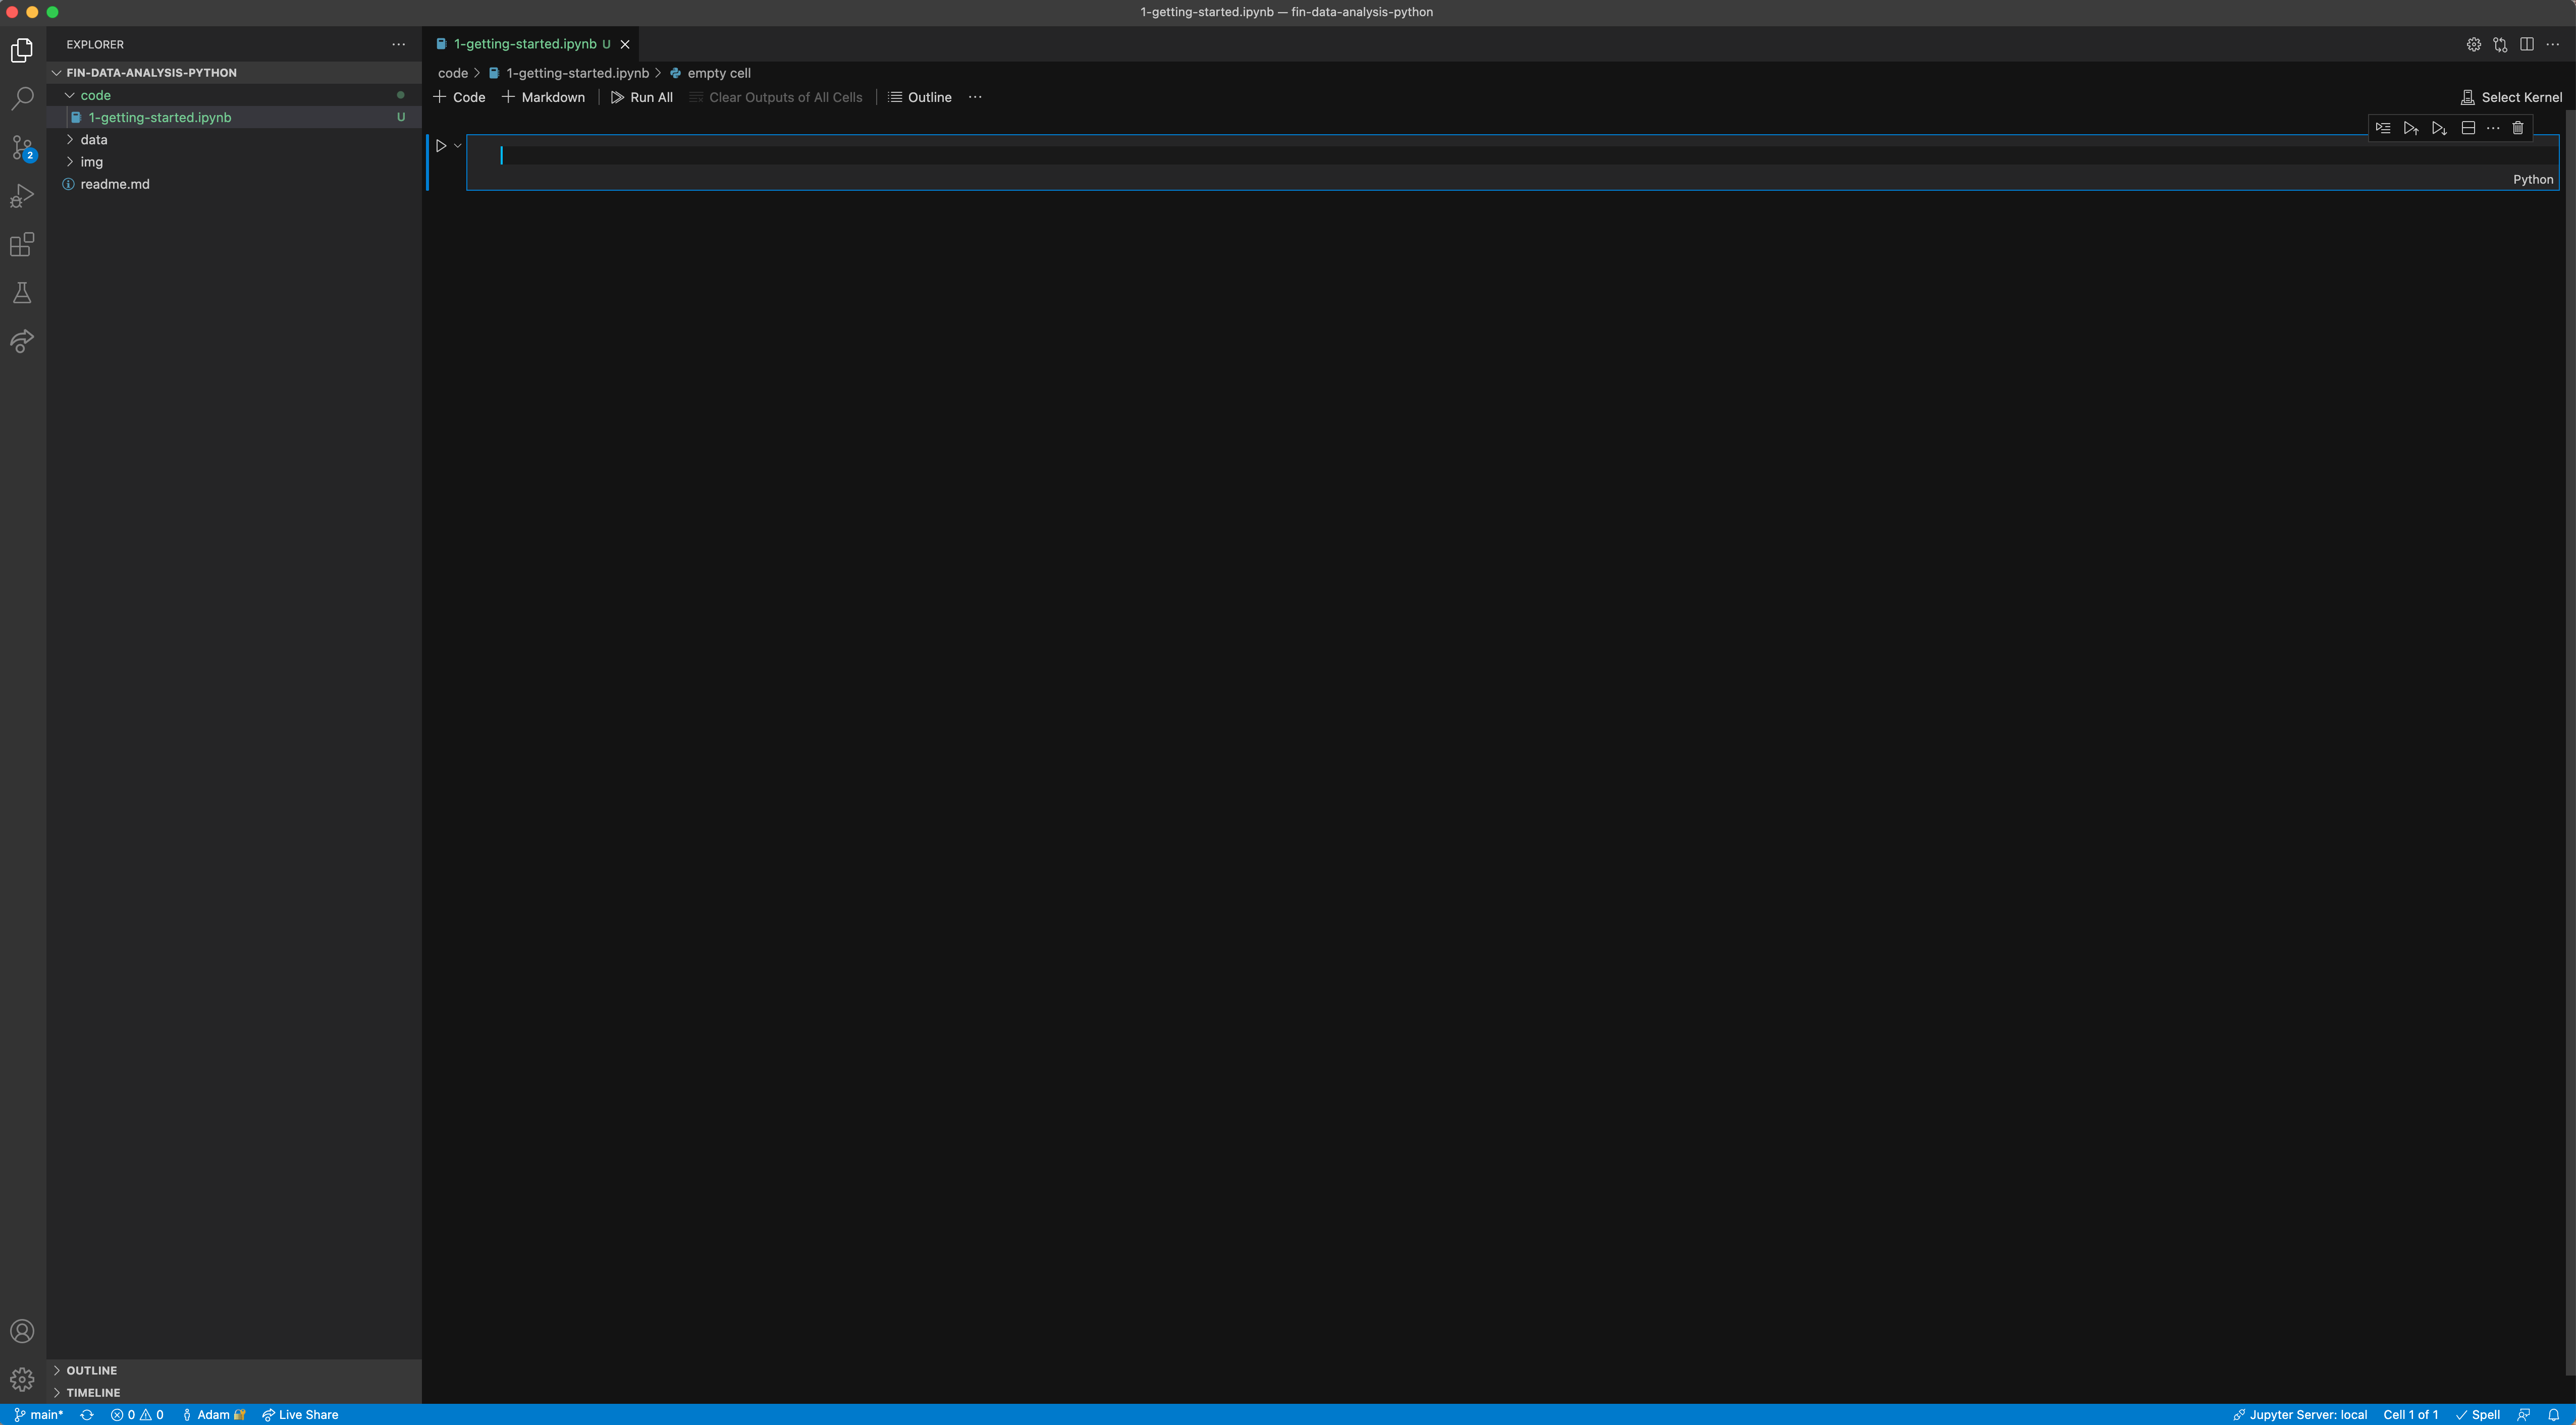 1-getting-started.ipynb — fin-data-analysis-python
EXPLORER
1-getting-started.ipynb U
FIN-DATA-ANALYSIS-PYTHON
code > 1-getting-started.ipynb > empty cell
code
Code Markdown Run All Clear Outputs of All Cells Outline Select Kernel
1-getting-started.ipynb U
data
img
readme.md
2
Python
OUTLINE
TIMELINE
main* 0 0 Adam Live Share Jupyter Server: local Cell 1 of 1 Spell